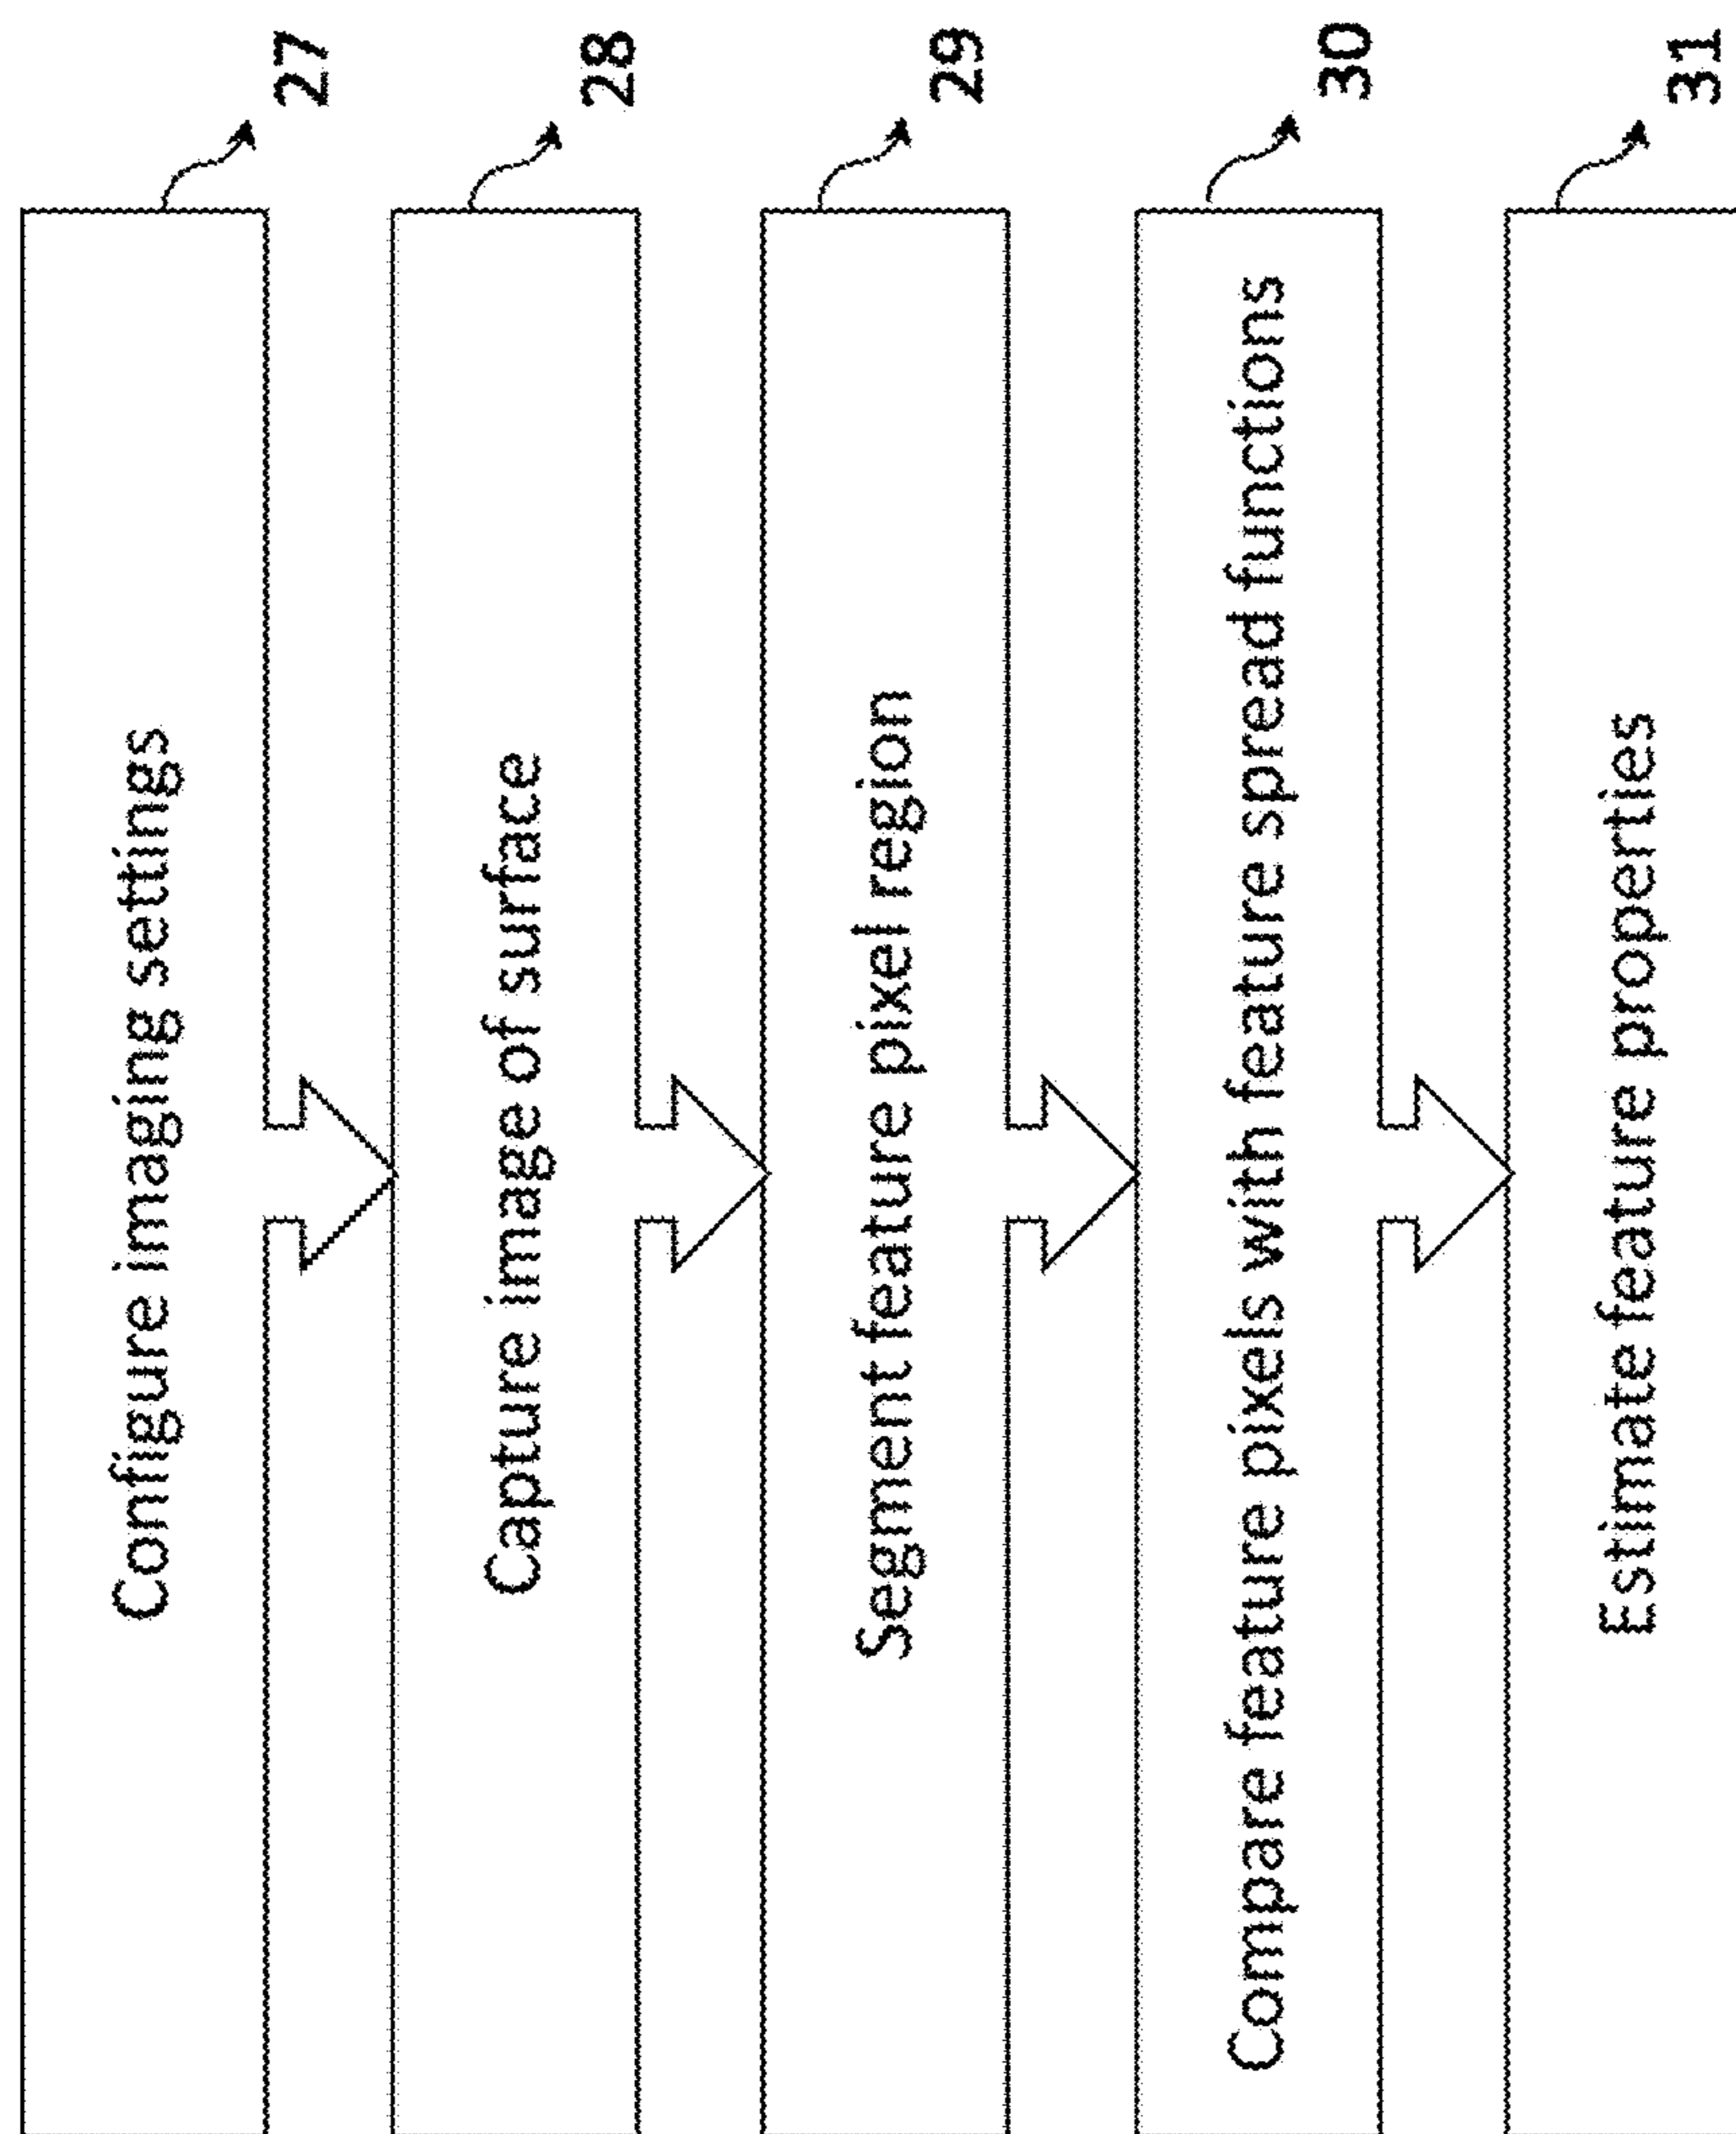 Configure imaging settings
27
Capture image of surface
28
Segment feature pixel region
29
Compare feature pixels with feature spread functions
30
Estimate feature properties
31